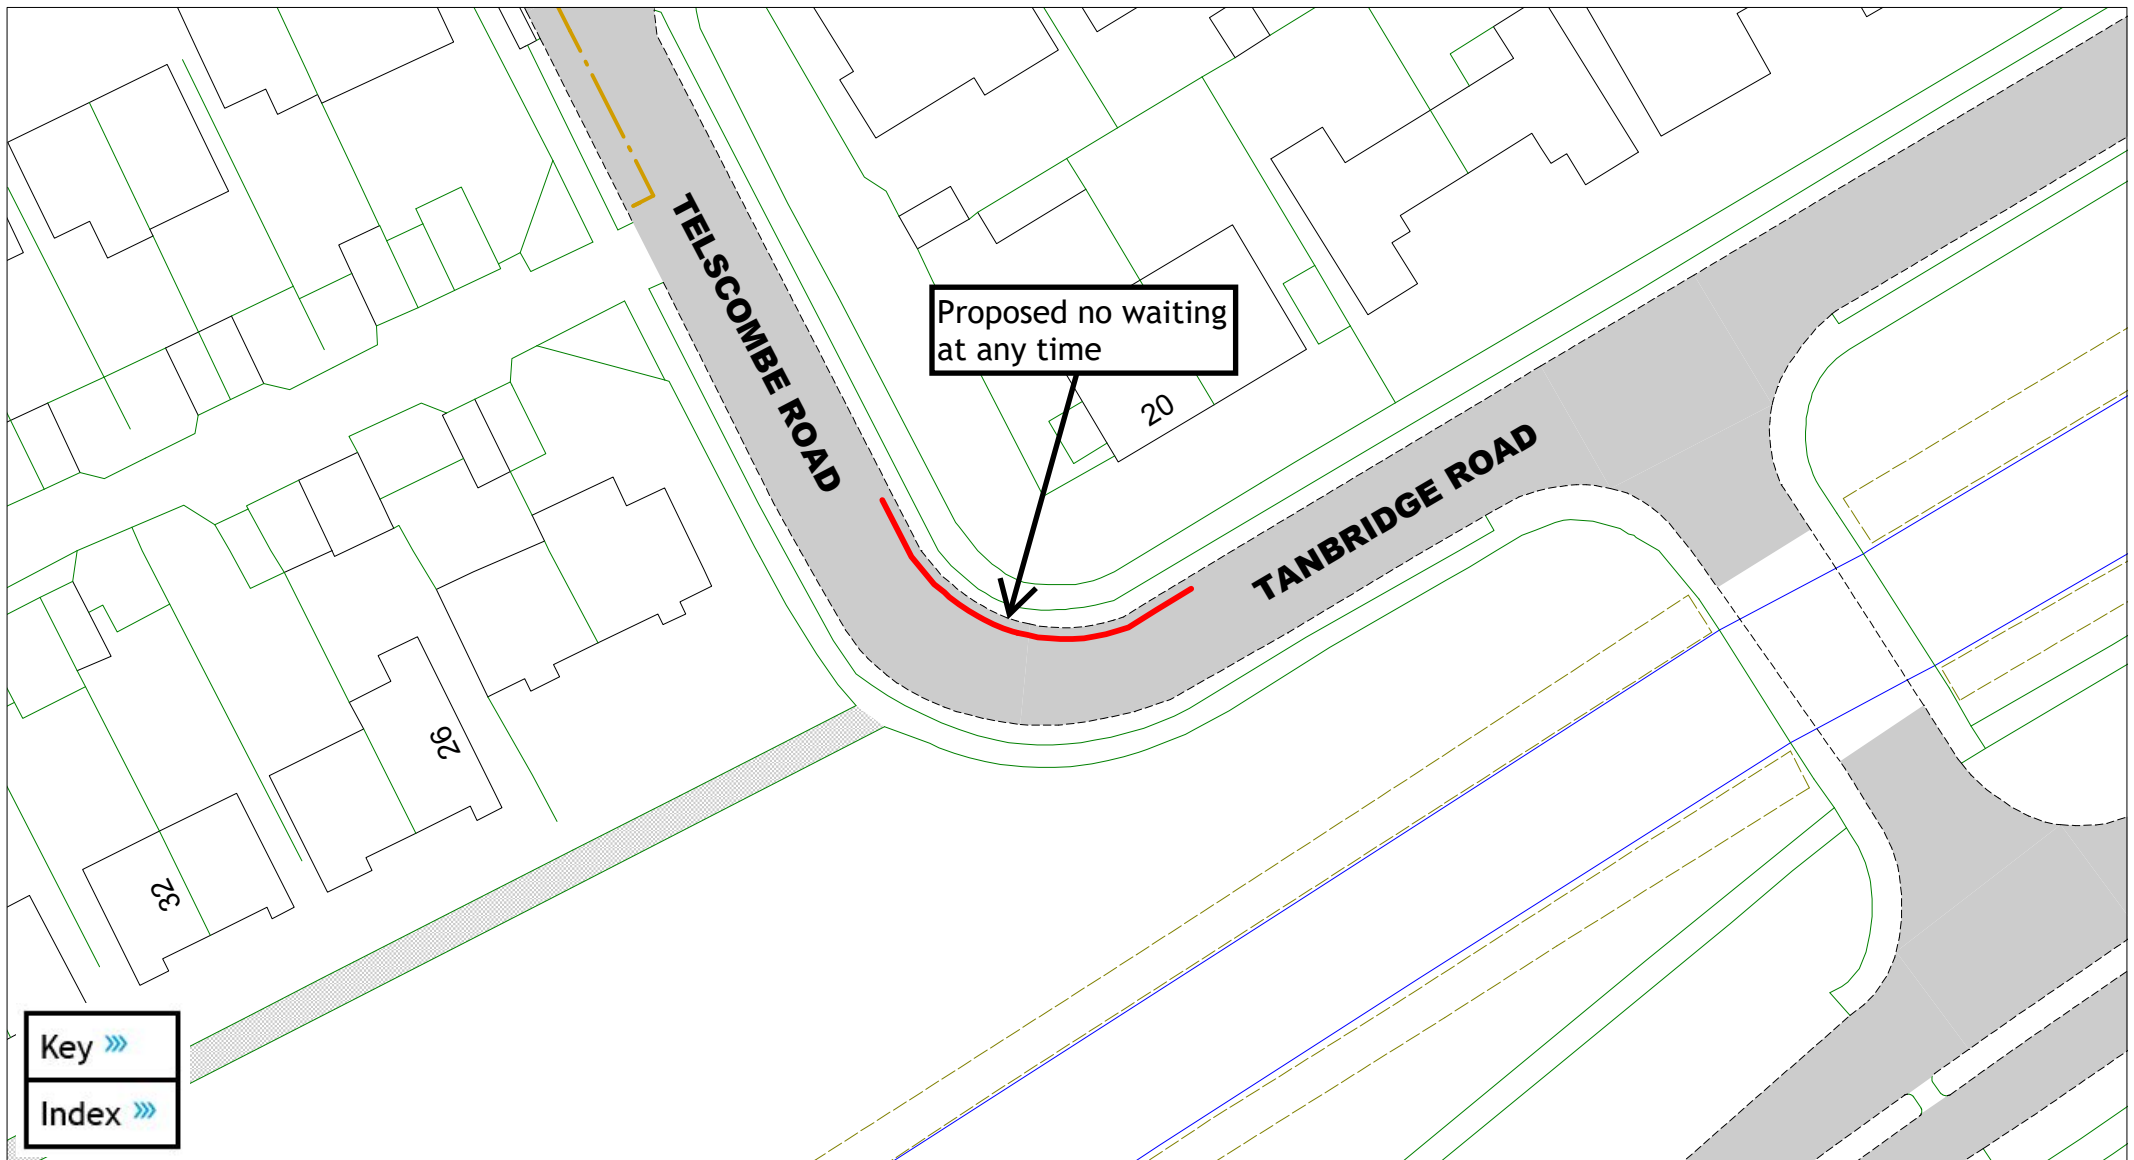 TELSCOMBE ROAD
Proposed no waiting
at any time
20
TANBRIDGE ROAD
26
32
Key
Index